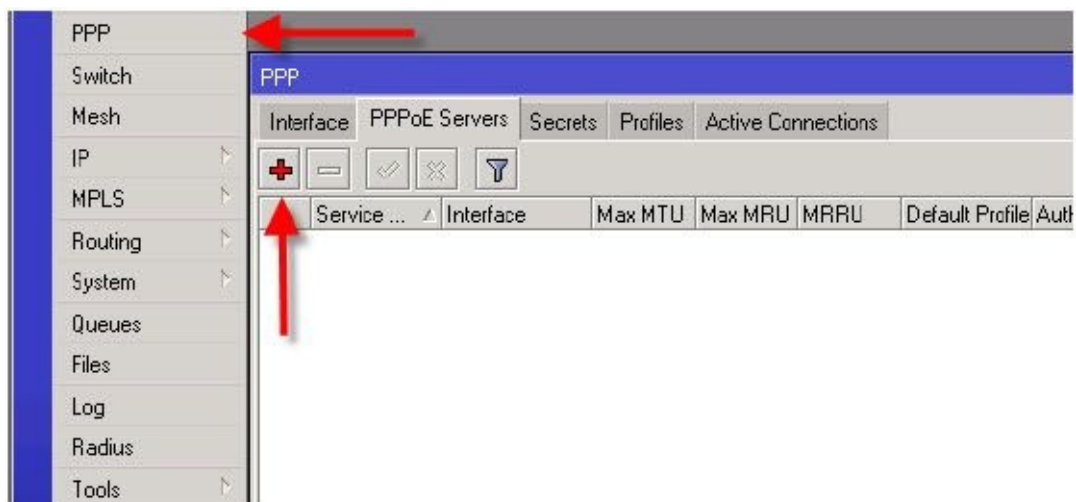 PPP
Switch
Mesh
IP
MPLS
Routing
System
Queues
Files
Log
Radius
Tools
PPP
Interface PPPoE Servers Secrets Profiles Active Connections
Service ... Interface Max MTU Max MRU MRRU Default Profile Auth